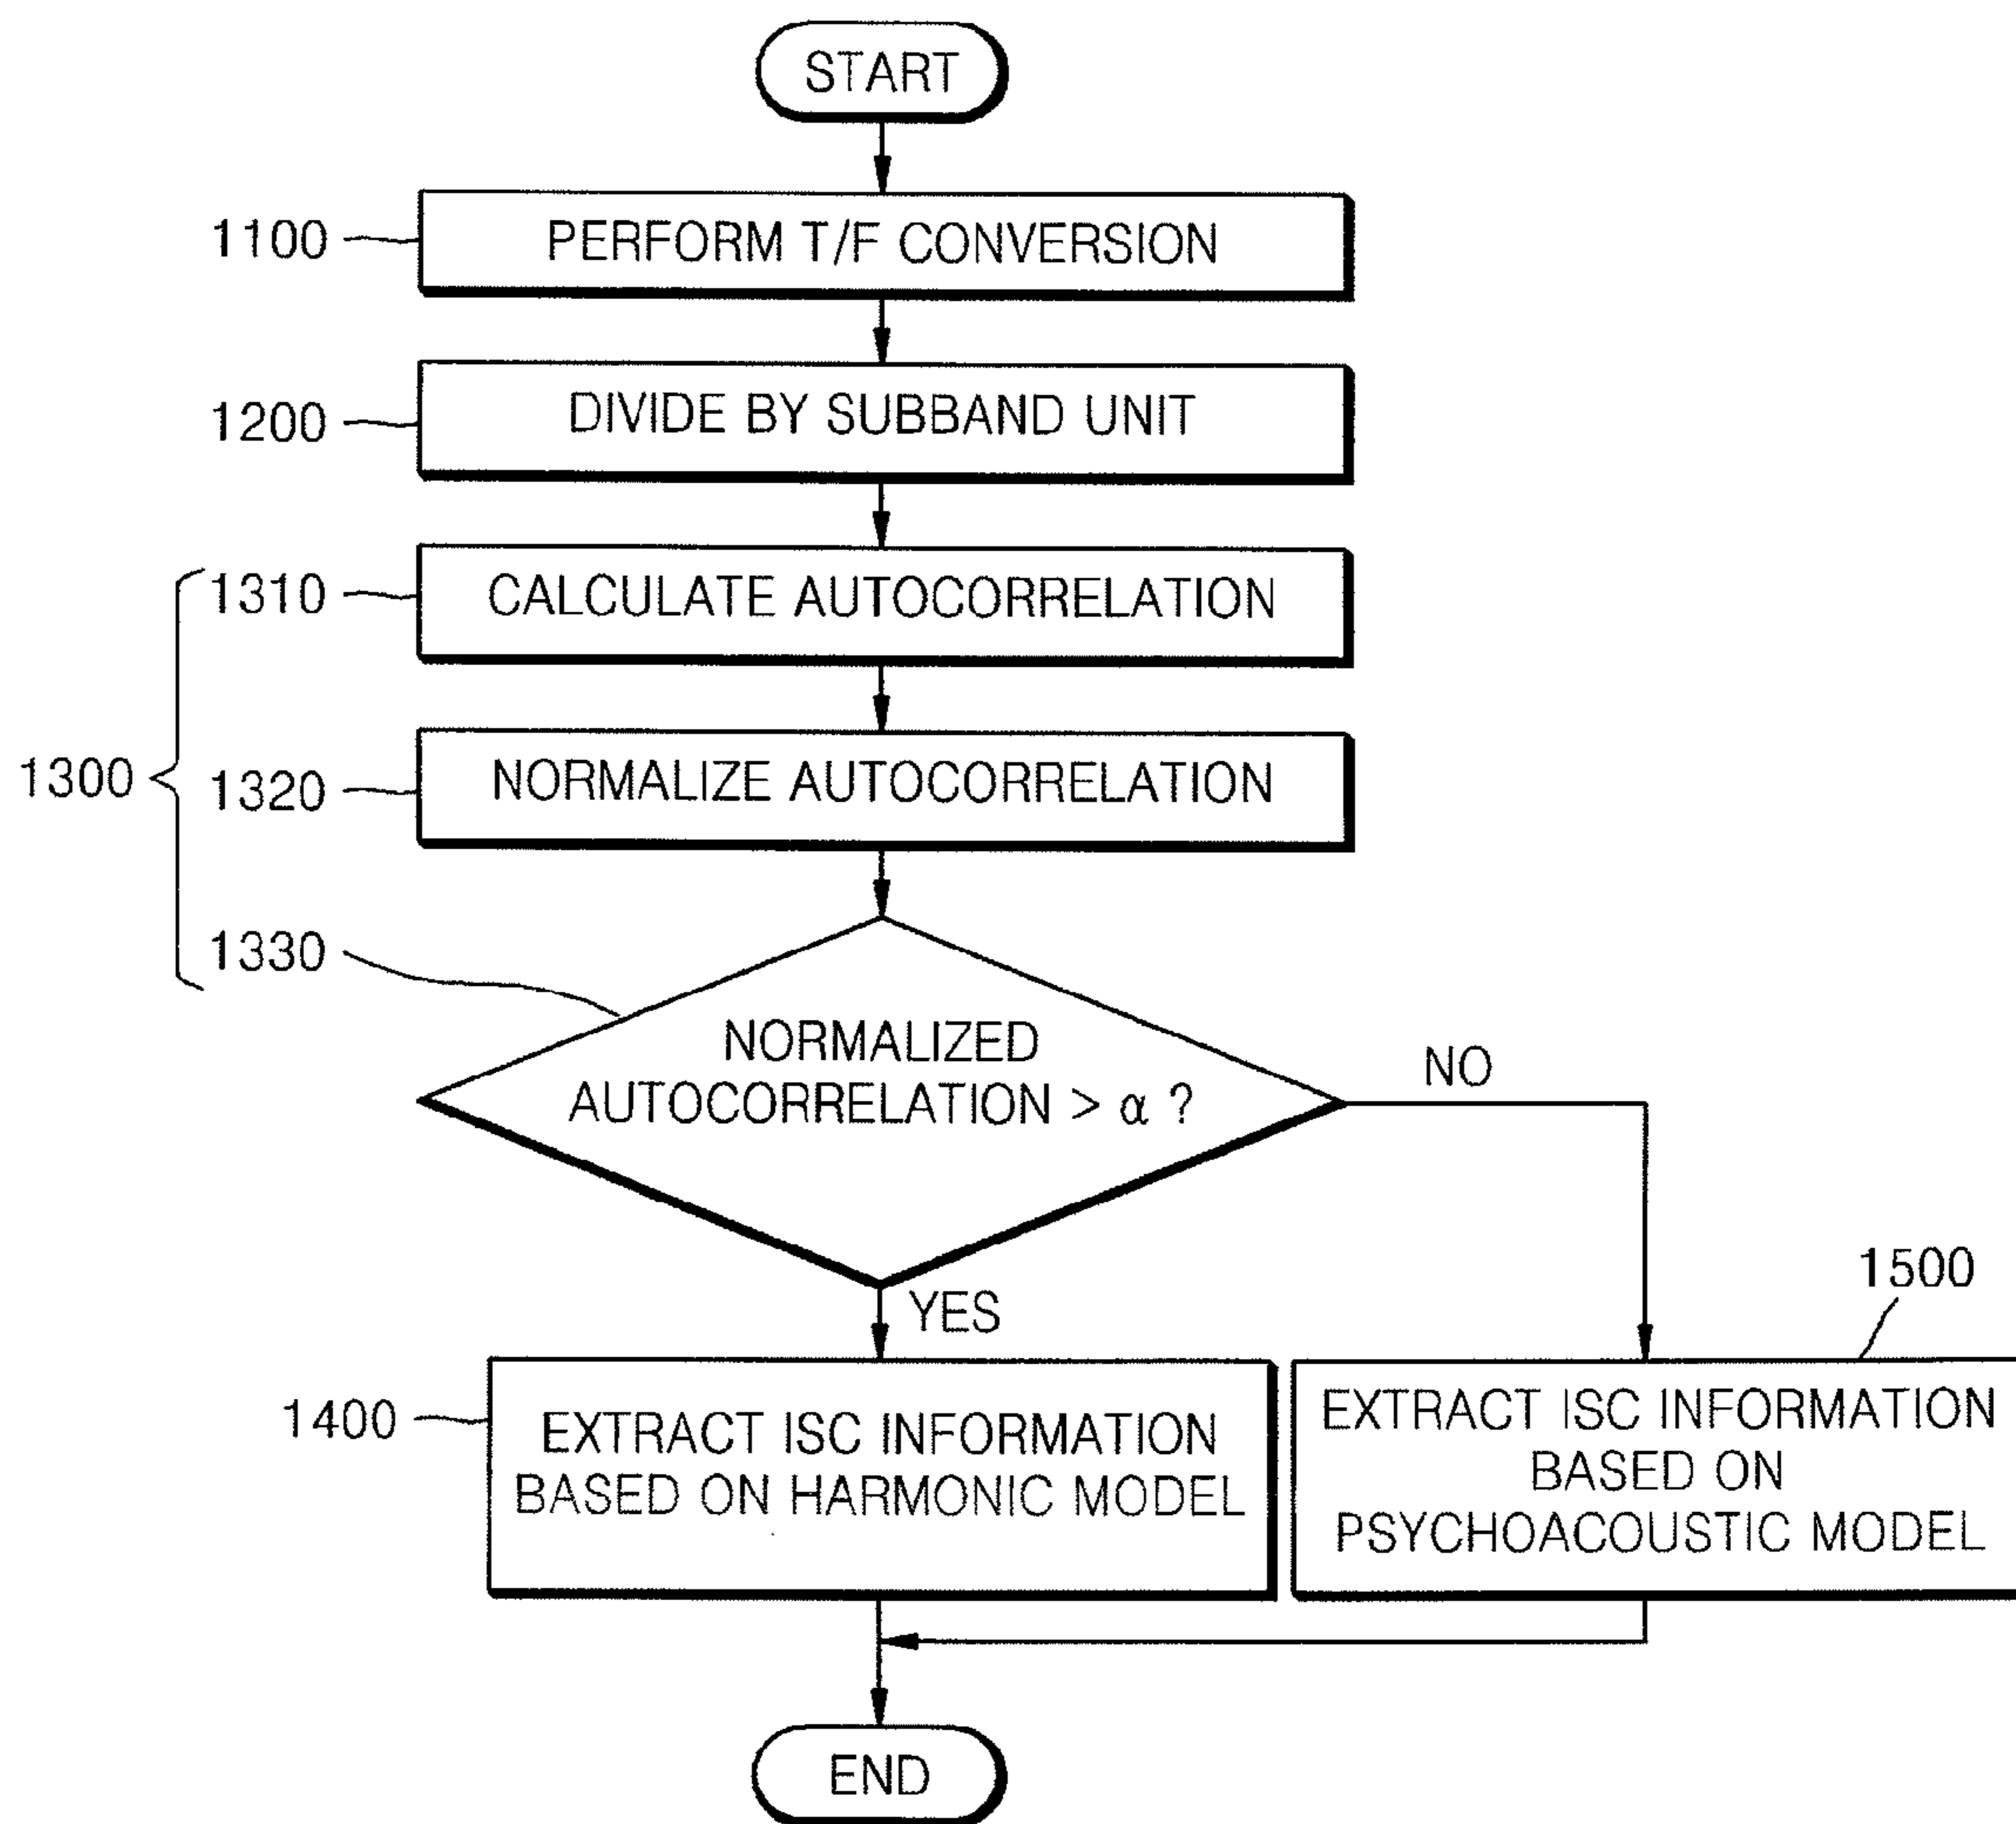 START
1100
PERFORM T/F CONVERSION
1200
DIVIDE BY SUBBAND UNIT
1300
1310
CALCULATE AUTOCORRELATION
1320
NORMALIZE AUTOCORRELATION
1330
NORMALIZED
AUTOCORRELATION > α ?
NO
YES
1400
EXTRACT ISC INFORMATION
BASED ON HARMONIC MODEL
1500
EXTRACT ISC INFORMATION
BASED ON
PSYCHOACOUSTIC MODEL
END